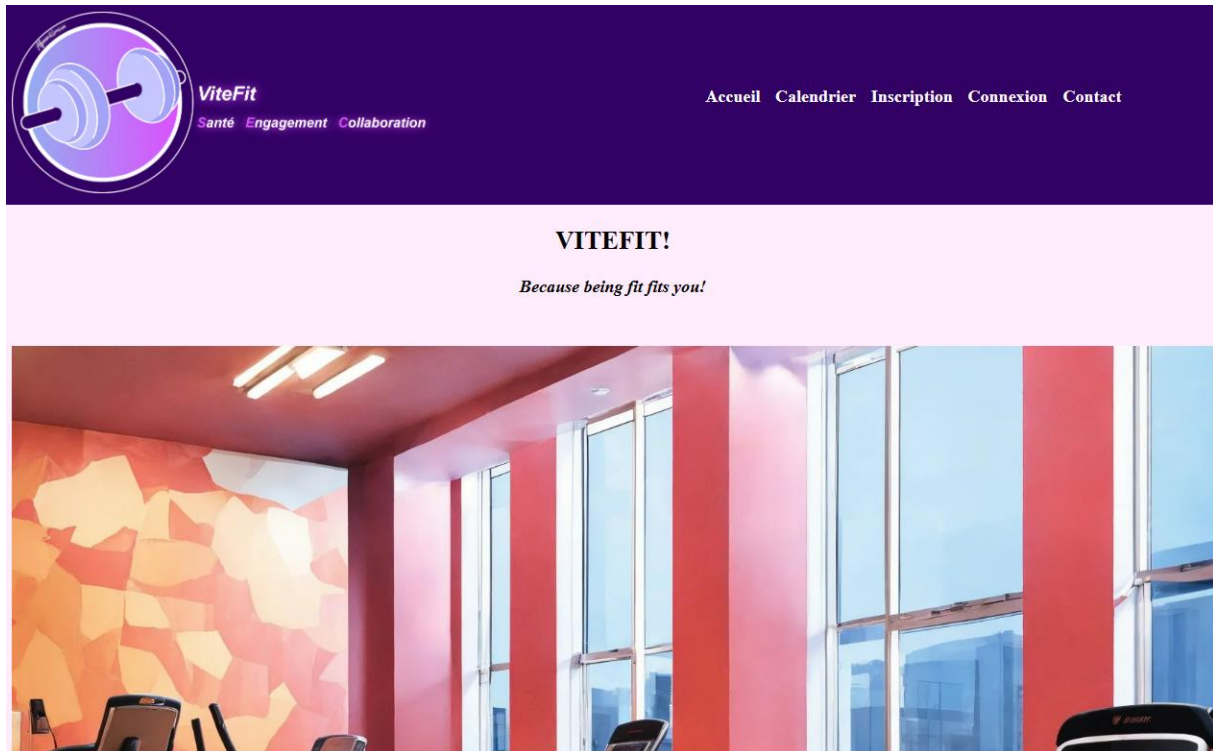 ViteFit
Santé Engagement Collaboration
Accueil Calendrier Inscription Connexion Contact
VITEFIT!
Because being fit fits you!